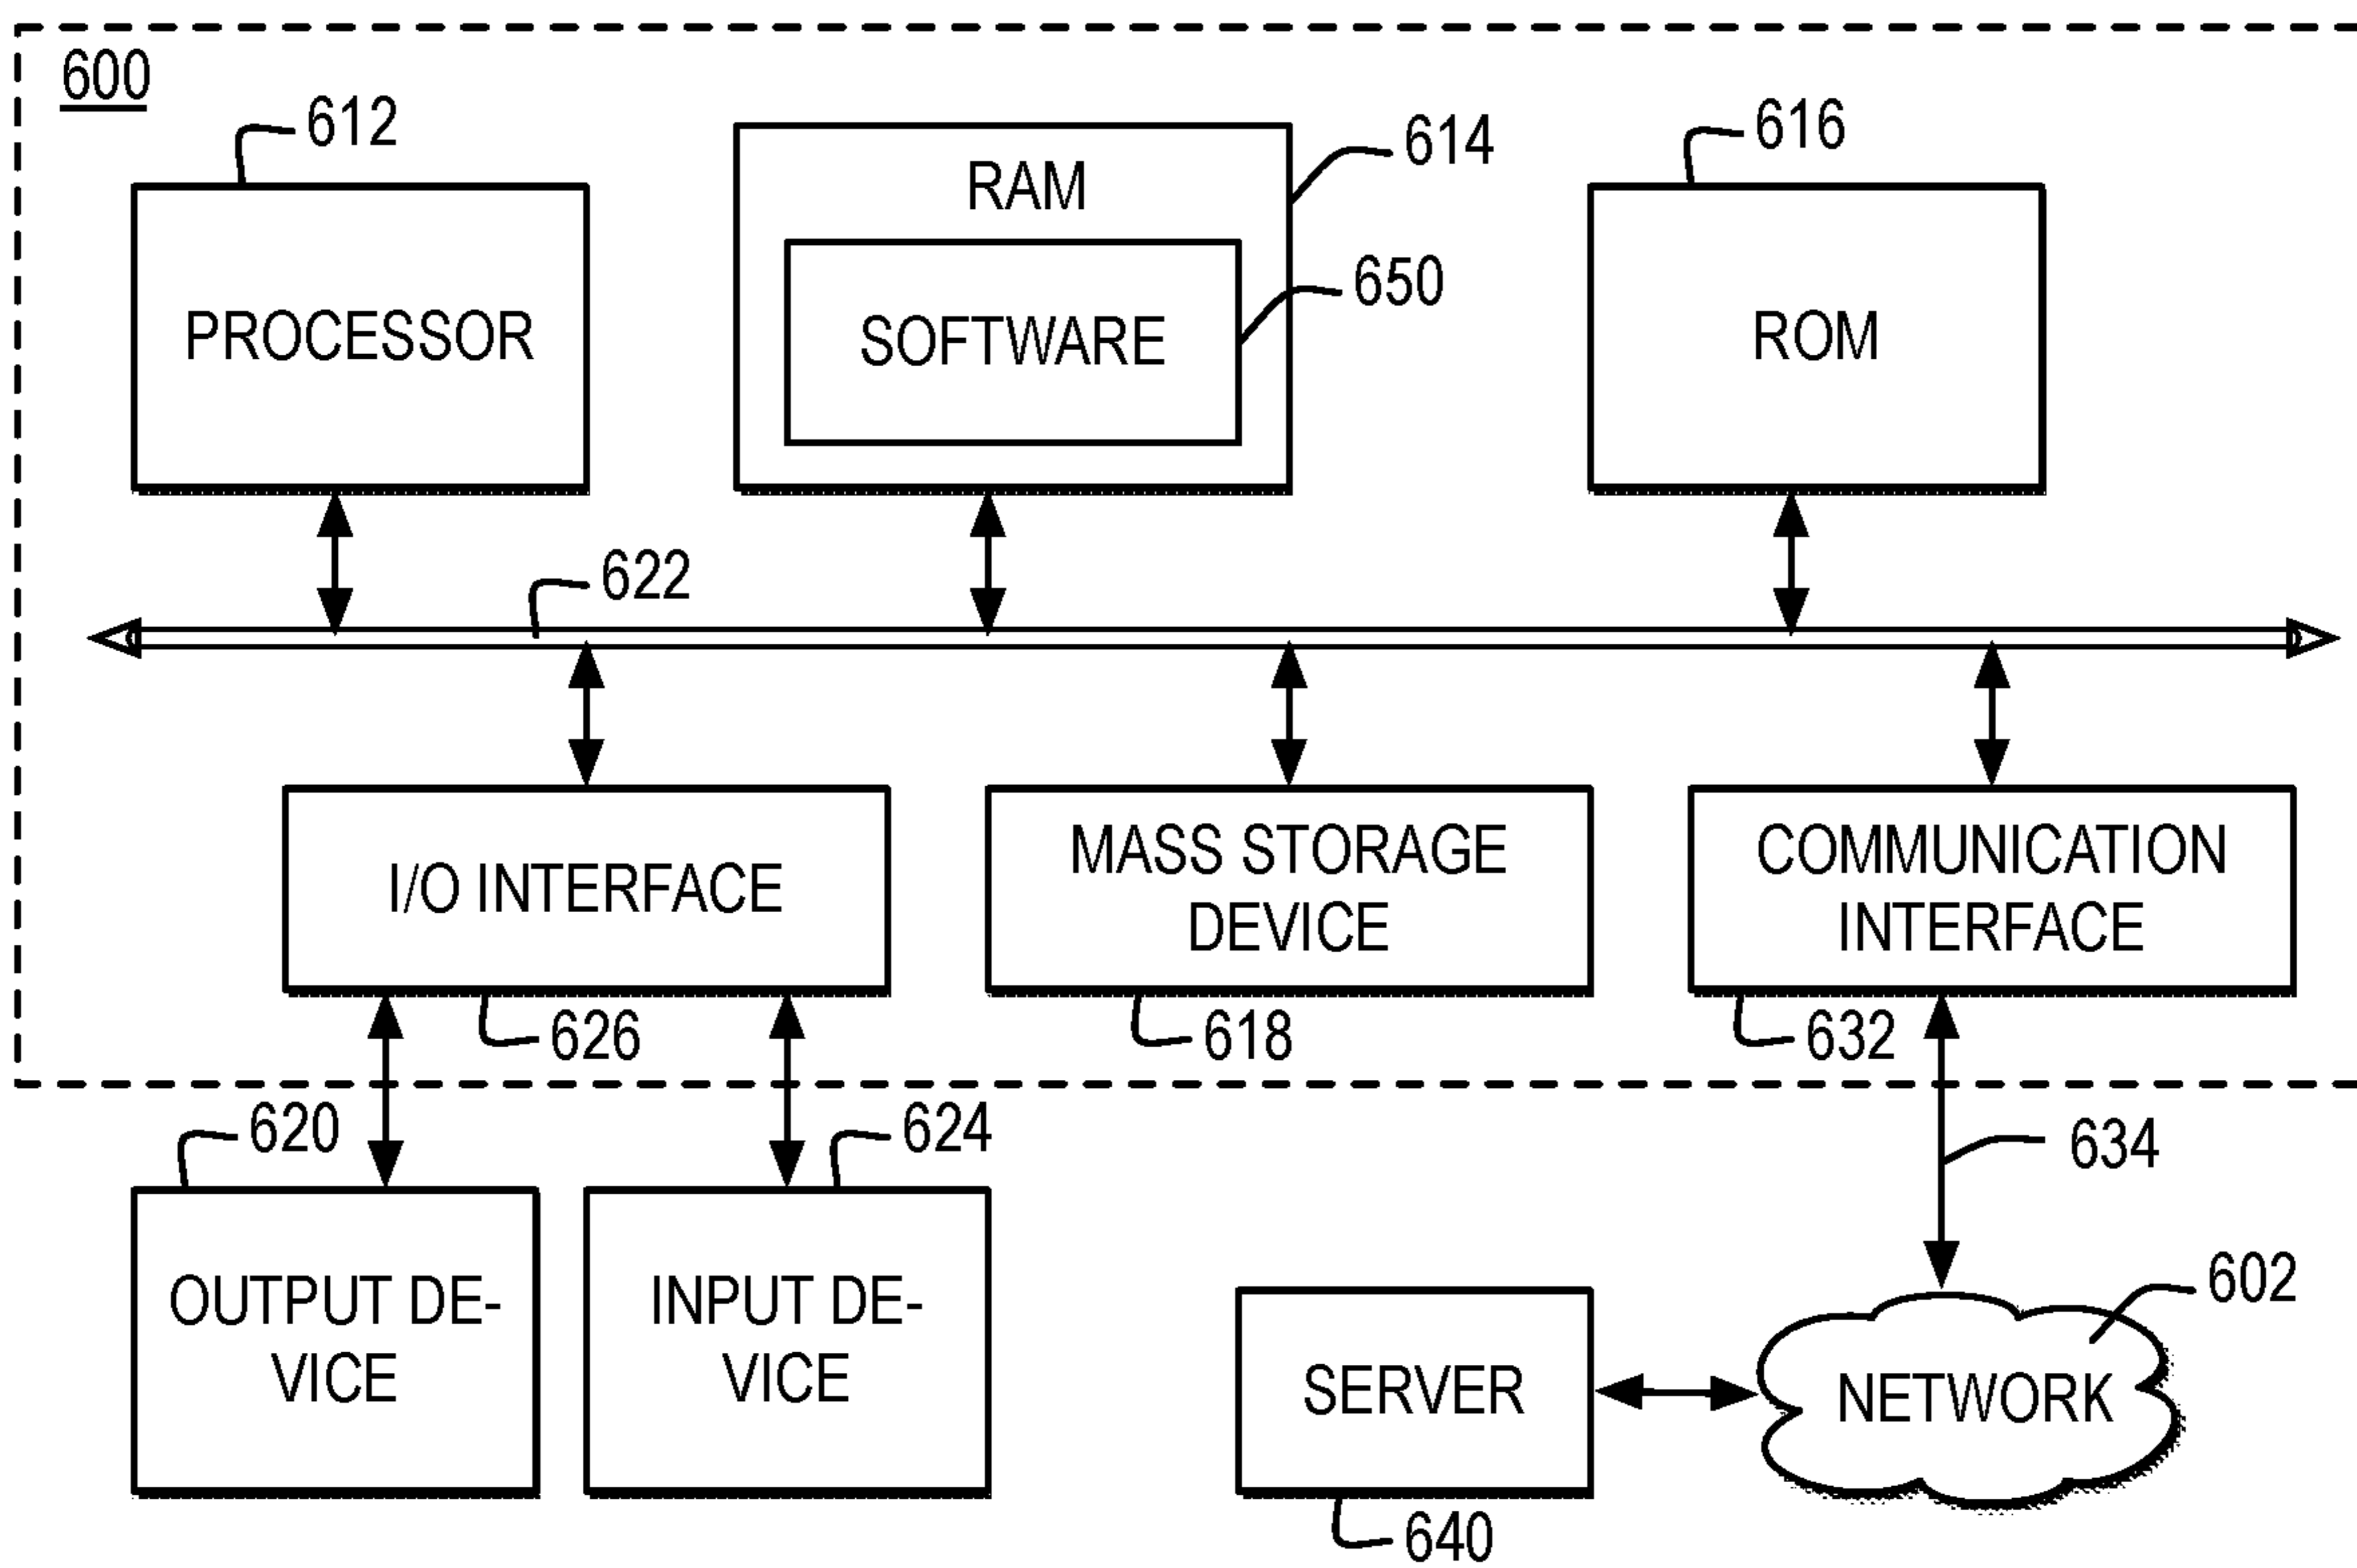 600
612
614
616
RAM
650
PROCESSOR
SOFTWARE
ROM
622
I/O INTERFACE
MASS STORAGE
DEVICE
COMMUNICATION
INTERFACE
626
618
632
620
624
634
OUTPUT DE-
VICE
INPUT DE-
VICE
602
SERVER
NETWORK
640